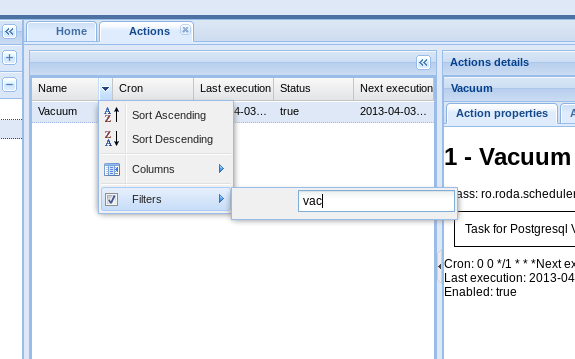 Home
Actions
Actions details
Name
Cron
Last execution
Status
Next execution
Vacuum
-03...
true
2013-04-03...
Sort Ascending
Sort Descending
Columns
Filters
vac
Vacuum
Action properties
1 - Vacuum
ass: ro.roda.scheduler
Task for Postgresql V
Cron: 0 0 */1 * * *Next ex
Last execution: 2013-04
Enabled: true